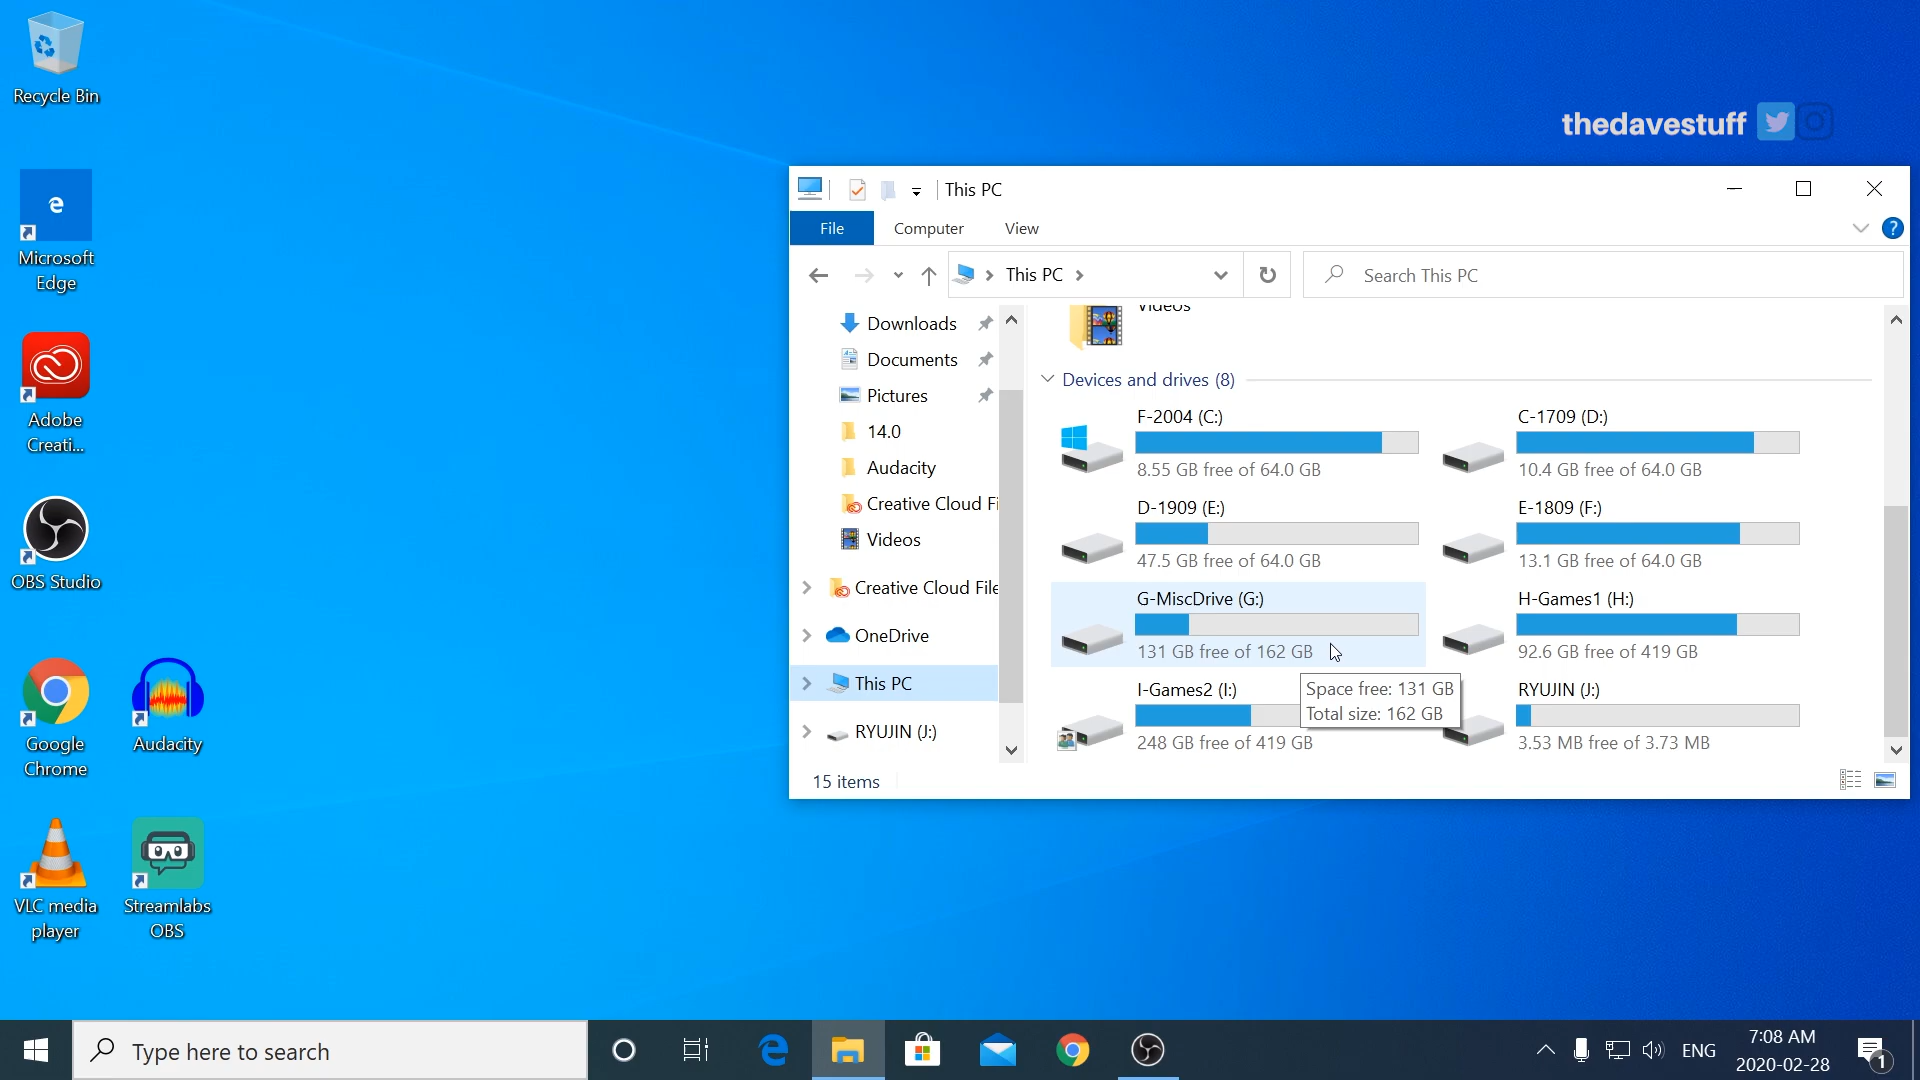 Recycle Bin
Microsoft
Edge
Adobe
Creati...
OBS Studio
Google
Chrome
Audacity
VLC media
player
Streamlabs
OBS
thedavestuff
This PC
File
Computer
View
?
This PC
Search This PC
Downloads
Documents
Pictures
14.0
Audacity
Creative Cloud Fi
Videos
Creative Cloud File
OneDrive
This PC
RYUJIN (J:)
Videos
Devices and drives (8)
F-2004 (C:)
8.55 GB free of 64.0 GB
C-1709 (D:)
10.4 GB free of 64.0 GB
D-1909 (E:)
47.5 GB free of 64.0 GB
E-1809 (F:)
13.1 GB free of 64.0 GB
G-MiscDrive (G:)
131 GB free of 162 GB
H-Games1 (H:)
92.6 GB free of 419 GB
I-Games2 (I:)
248 GB free of 419 GB
Space free: 131 GB
Total size: 162 GB
RYUJIN (J:)
3.53 MB free of 3.73 MB
15 items
Type here to search
ENG
7:08 AM
2020-02-28
1